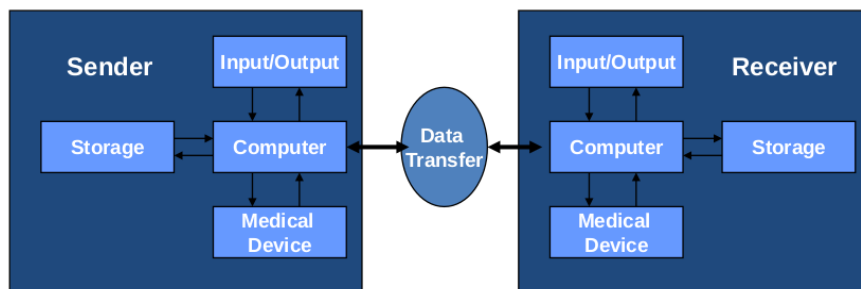 Sender
Input/Output
Storage
Computer
Medical
Device
Data
Transfer
Receiver
Input/Output
Computer
Storage
Medical
Device